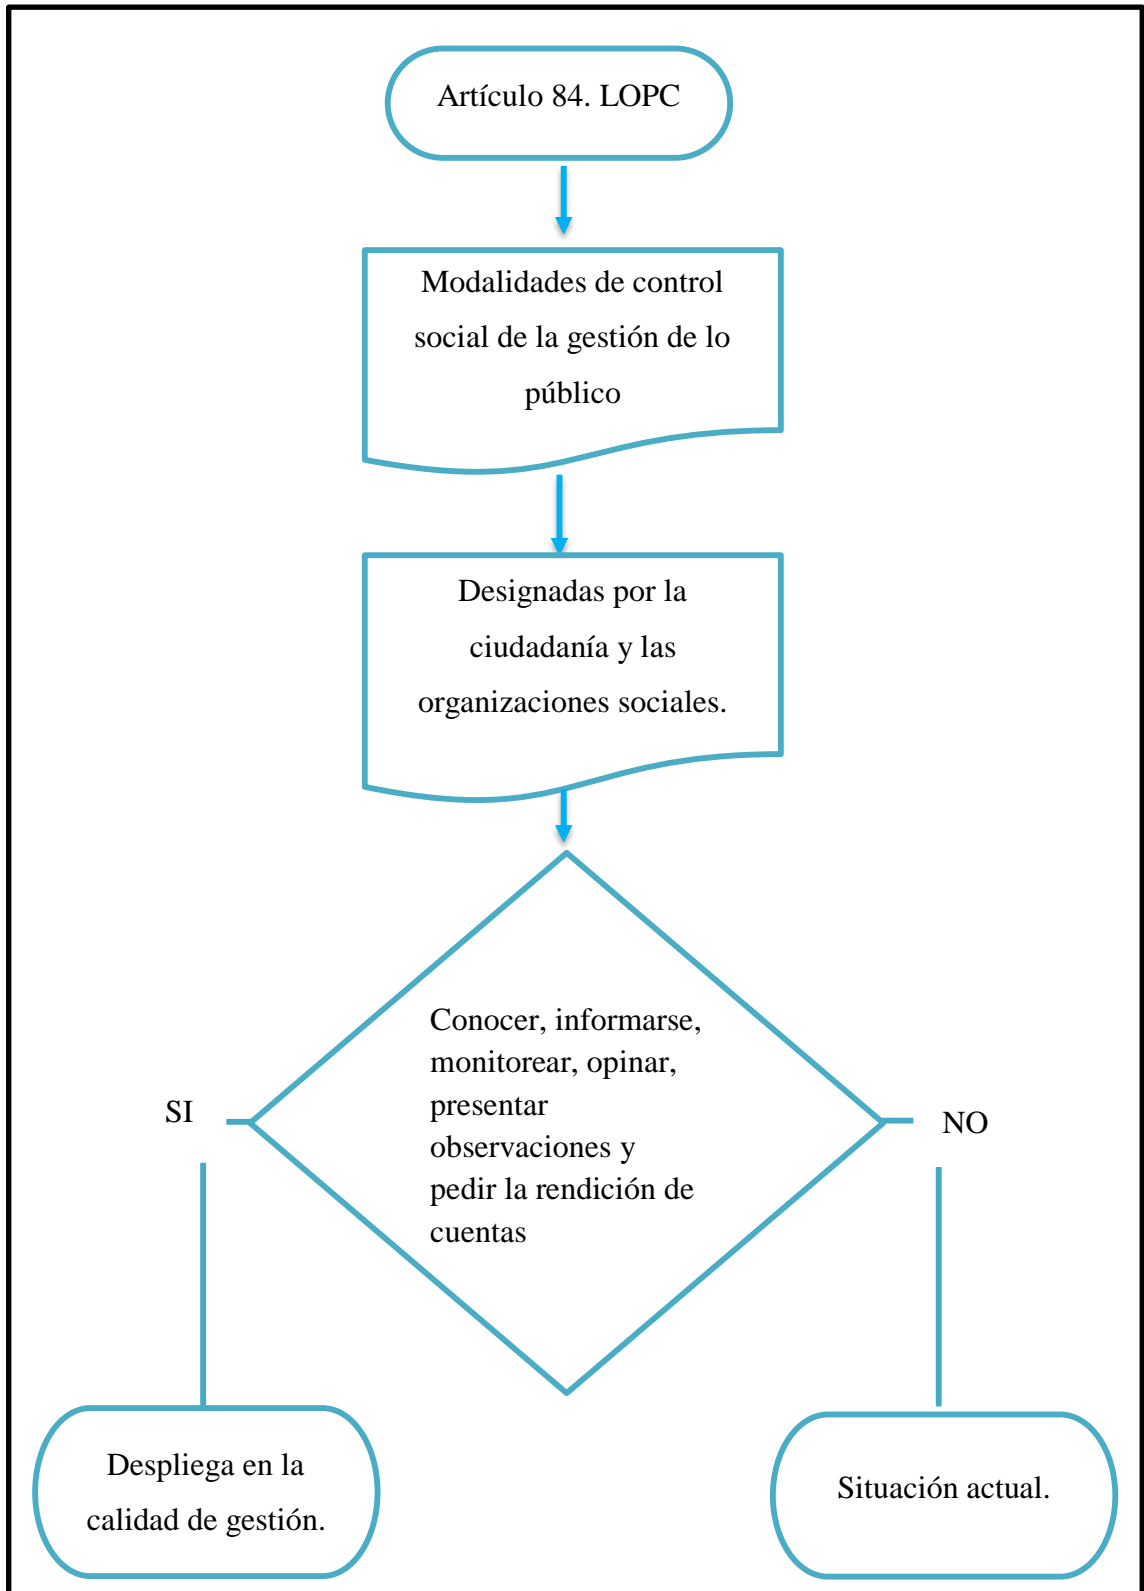 Artículo 84. LOPC
Modalidades de control
social de la gestión de lo
público
Designadas por la
ciudadanía y las
organizaciones sociales.
Conocer, informarse,
monitorear, opinar,
presentar
observaciones y
pedir la rendición de
cuentas
SI
NO
Despliega en la
calidad de gestión.
Situación actual.